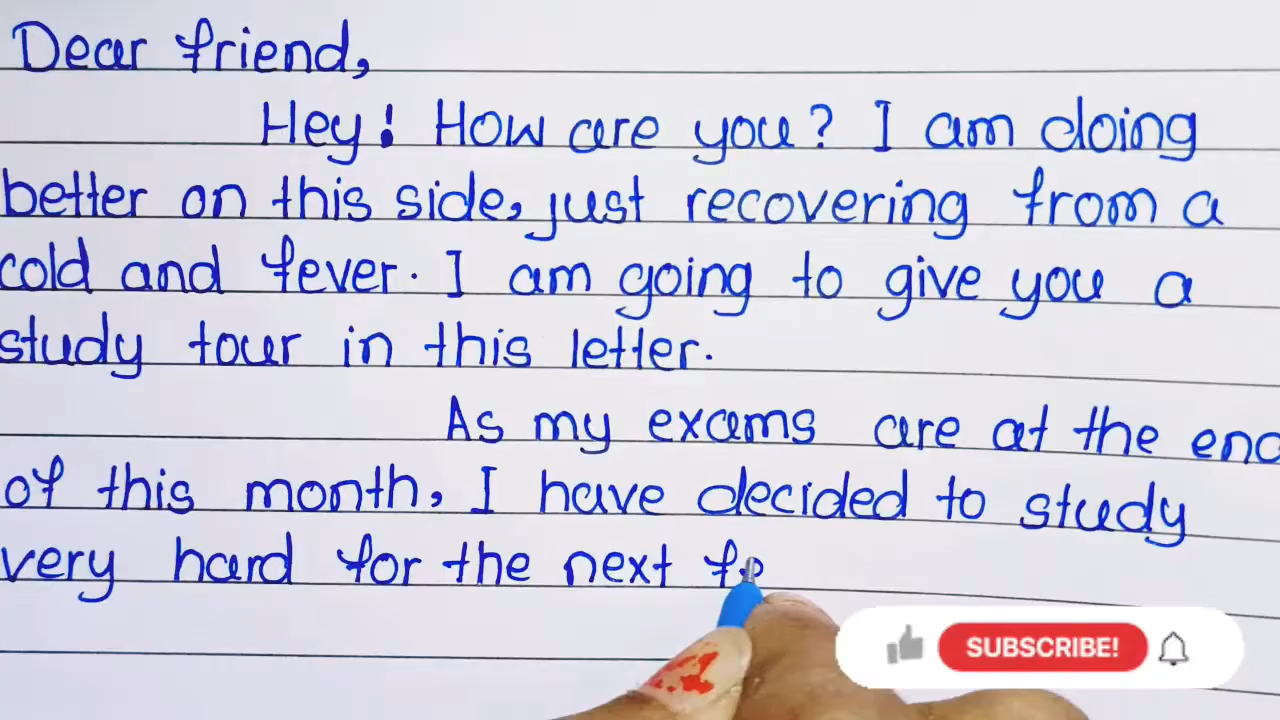 Dear friend,
Hey! How are you? I am doing
better on this side, just recovering from a
cold and fever. I am going to give you a
study tour in this letter.
As my exams are at the end
of this month, I have decided to study
very hard for the next
SUBSCRIBE!